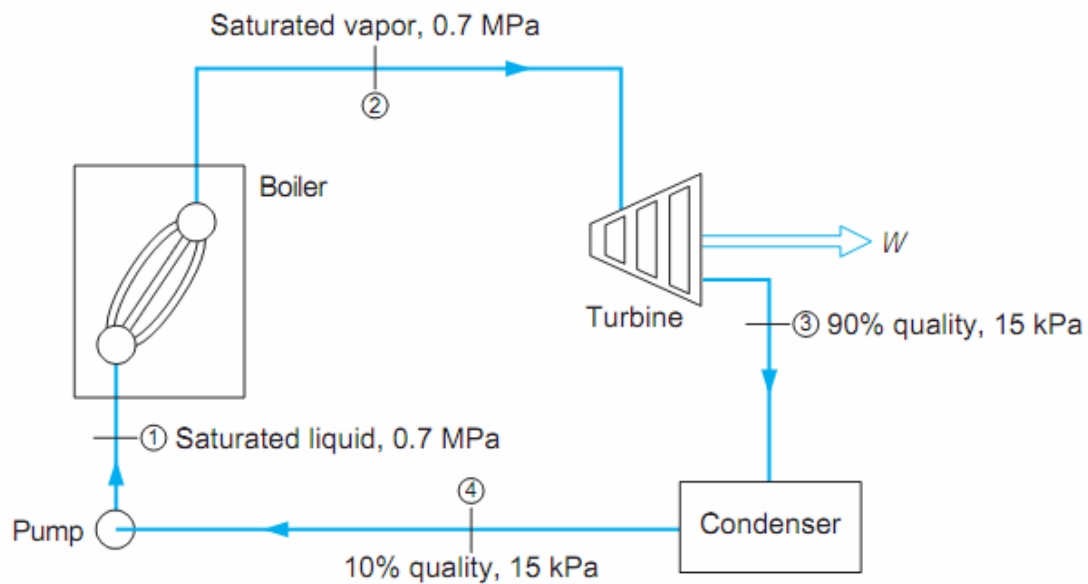 Saturated vapor, 0.7 MPa
2
Boiler
W
Turbine
3 90% quality, 15 kPa
1 Saturated liquid, 0.7 MPa
4
Condenser
Pump
10% quality, 15 kPa